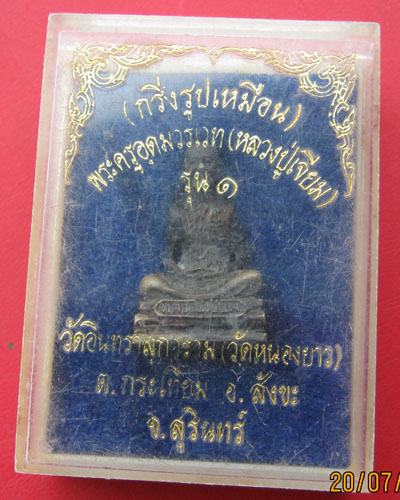 (กริ่งรูปเหมือน)
พระครูอุดมวรเวท (หลวงปู่เจียม)
รุ่น ๑
วัดอินทราสุการาม (วัดหนองยาว)
ต. กระเทียม อ. สังขะ
จ. สุรินทร์
20/07/